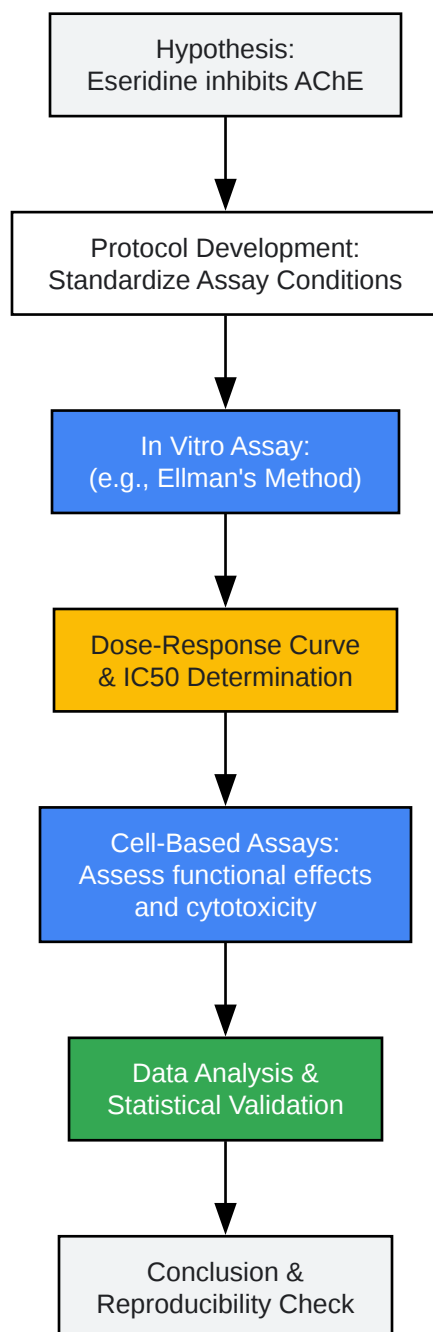 Hypothesis:
Eseridine inhibits AChE
Protocol Development:
Standardize Assay Conditions
In Vitro Assay:
(e.g., Ellman's Method)
Dose-Response Curve
& IC50 Determination
Cell-Based Assays:
Assess functional effects
and cytotoxicity
Data Analysis &
Statistical Validation
Conclusion &
Reproducibility Check